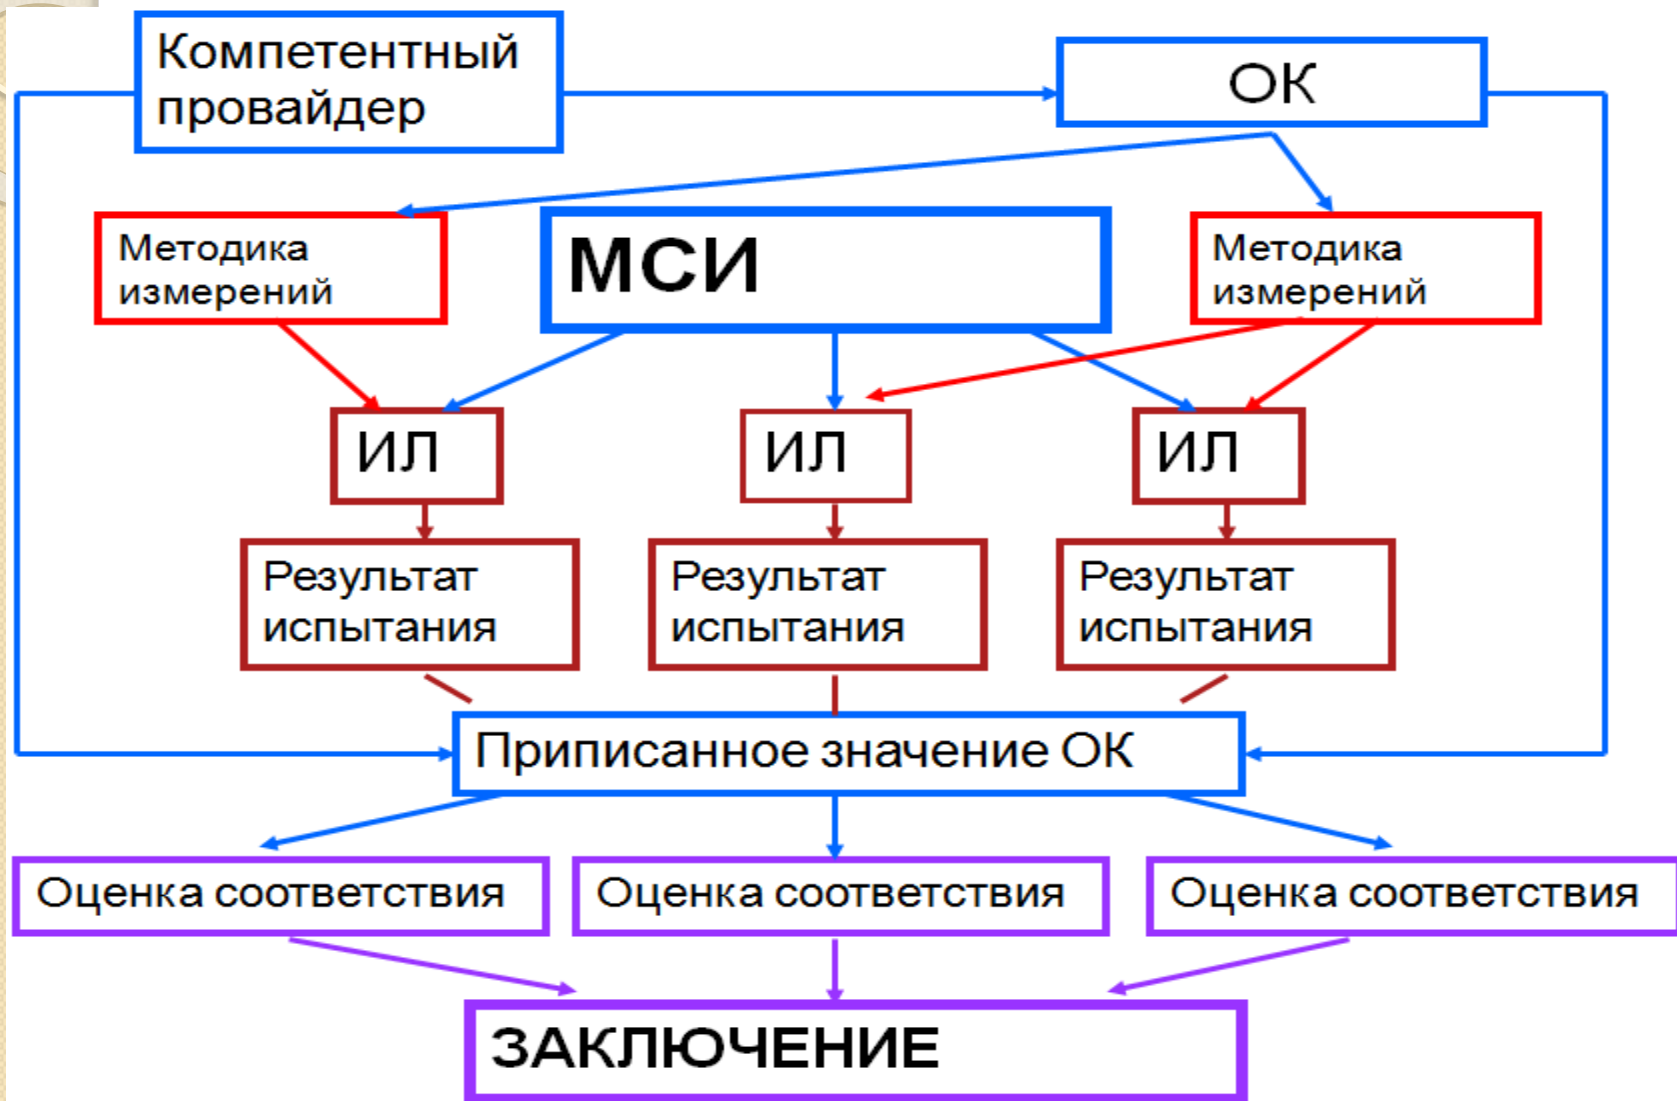 Компетентный
провайдер
ОК
Методика
измерений
МСИ
Методика
измерений
ИЛ
ИЛ
ИЛ
Результат
испытания
Результат
испытания
Результат
испытания
Приписанное значение ОК
Оценка соответствия
Оценка соответствия
Оценка соответствия
ЗАКЛЮЧЕНИЕ